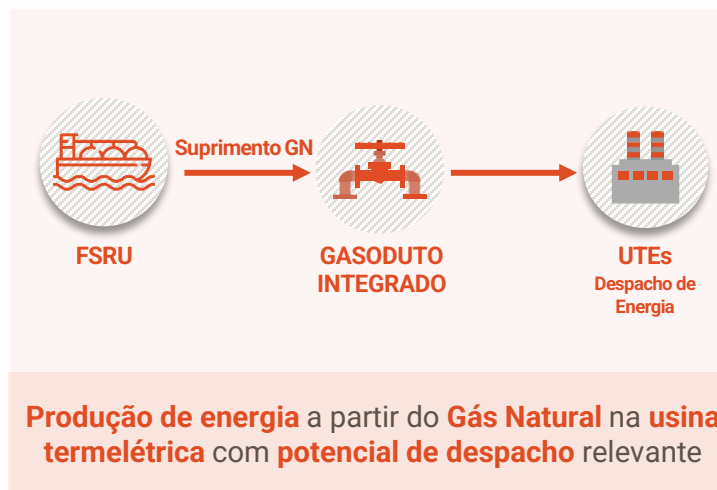 Suprimento GN
FSRU
GASODUTO
INTEGRADO
UTEs
Despacho de
Energia
Produção de energia a partir do Gás Natural na usina
termelétrica com potencial de despacho relevante